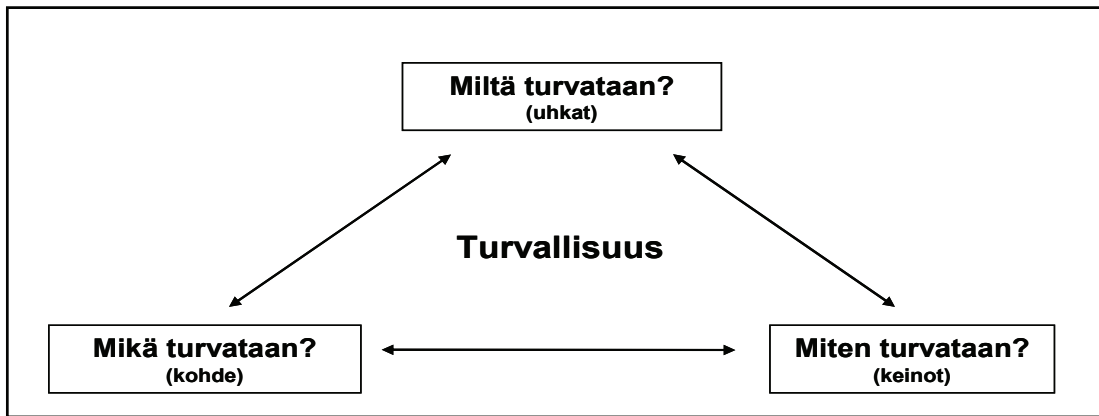 Miltä turvataan?
(uhkat)
Turvallisuus
Mikä turvataan?
(kohde)
Miten turvataan?
(keinot)